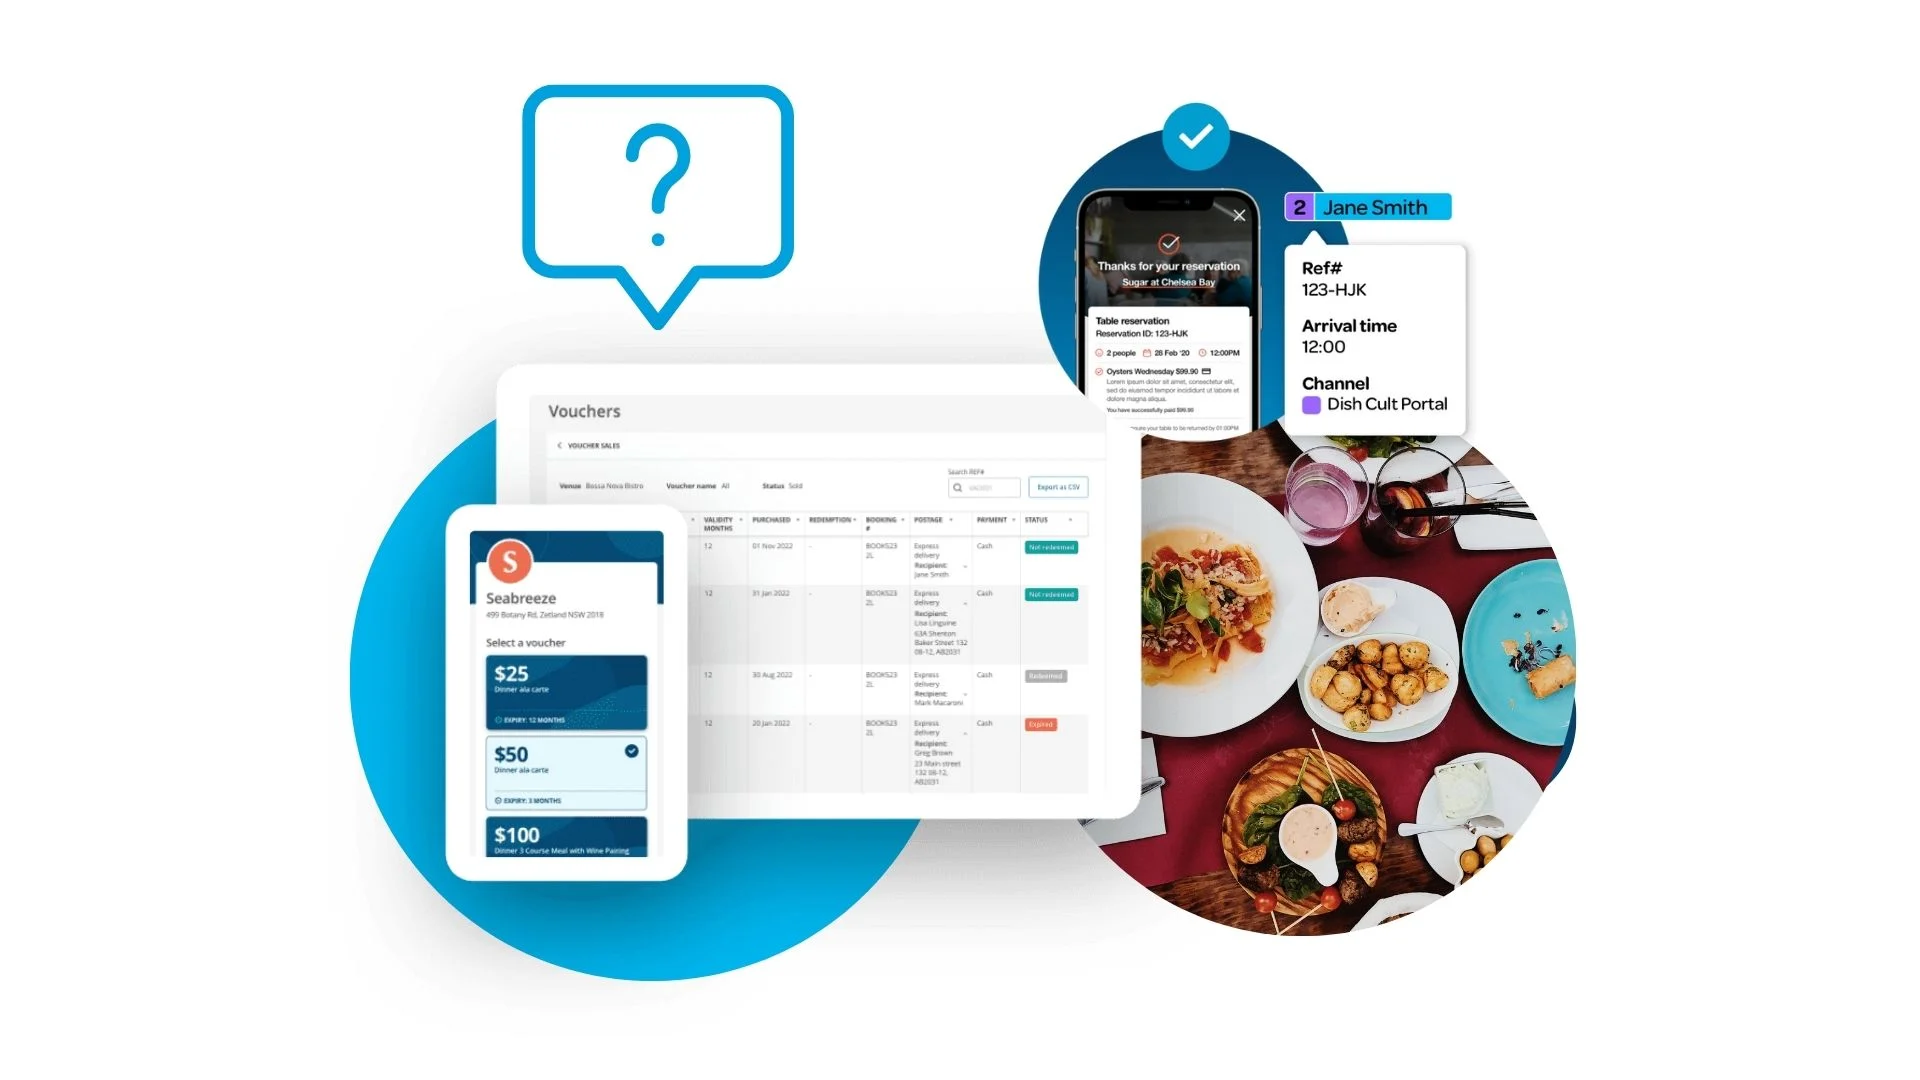 ?
2 Jane Smith
Ref#
123-HJK
Arrival time
12:00
Channel
Dish Cult Portal
Thanks for your reservation
Sugar at Chelsea Bay
Table reservation
Reservation ID: 123-HJK
2 people 28 Feb '20 12:00PM
Oysters Wednesday $99.90
Lorem ipsum dolor sit amet, consectetur elit,
sed do eiusmod tempor incididunt ut labore et
dolore magna aliqua.
You have successfully paid $99.90
your table to be returned by 01:00PM
Vouchers
VOUCHER SALES
Venue Bossa Nova Bistro Voucher name All Status Sold
Search REF#
Export as CSV
VALIDITY MONTHS PURCHASED REDEMPTION BOOKING # POSTAGE PAYMENT STATUS
12 01 Nov 2022 - BOOKS23 Express Cash Not redeemed
2L delivery
Recipient:
Jane Smith
12 31 Jan 2022 - BOOKS23 Express Cash Not redeemed
2L delivery
Recipient:
Lisa Linguine
63A Shenton
Baker Street 132
08-12, AB2031
12 30 Aug 2022 - BOOKS23 Express Cash Redeemed
2L delivery
Recipient:
Mark Macaroni
12 20 Jan 2022 - BOOKS23 Express Cash Expired
2L delivery
Recipient:
Greg Brown
23 Main street
132 08-12,
AB2031
S
Seabreeze
499 Botany Rd, Zetland NSW 2018
Select a voucher
$25
Dinner ala carte
EXPIRY: 12 MONTHS
$50
Dinner ala carte
EXPIRY: 3 MONTHS
$100
Dinner 3 Course Meal with Wine Pairing